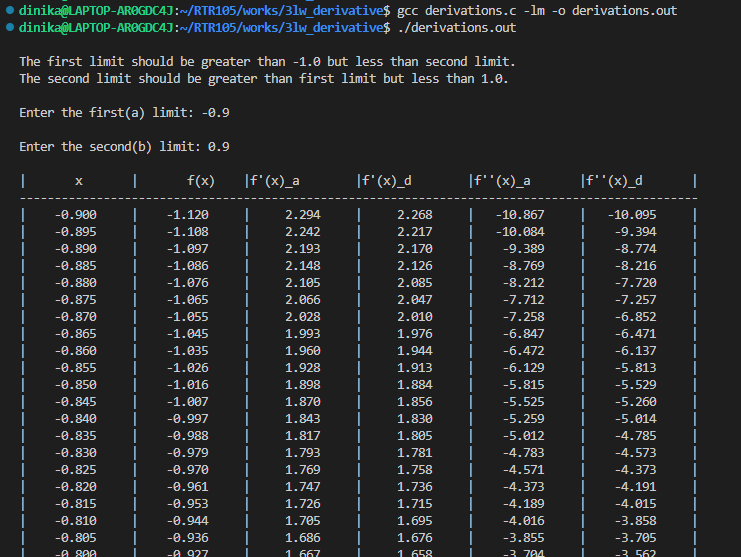 dinika@LAPTOP-AR0GDC4J:~/RTR105/works/3lw_derivative$ gcc derivations.c -lm -o derivations.out
dinika@LAPTOP-AR0GDC4J:~/RTR105/works/3lw_derivative$ ./derivations.out
The first limit should be greater than -1.0 but less than second limit.
The second limit should be greater than first limit but less than 1.0.
Enter the first(a) limit: -0.9
Enter the second(b) limit: 0.9
| x | f(x) |f'(x)_a |f'(x)_d |f''(x)_a |f''(x)_d |
--------------------------------------------------------------------------------------
| -0.900 | -1.120 | 2.294 | 2.268 | -10.867 | -10.095 |
| -0.895 | -1.108 | 2.242 | 2.217 | -10.084 | -9.394 |
| -0.890 | -1.097 | 2.193 | 2.170 | -9.389 | -8.774 |
| -0.885 | -1.086 | 2.148 | 2.126 | -8.769 | -8.216 |
| -0.880 | -1.076 | 2.105 | 2.085 | -8.212 | -7.720 |
| -0.875 | -1.065 | 2.066 | 2.047 | -7.712 | -7.257 |
| -0.870 | -1.055 | 2.028 | 2.010 | -7.258 | -6.852 |
| -0.865 | -1.045 | 1.993 | 1.976 | -6.847 | -6.471 |
| -0.860 | -1.035 | 1.960 | 1.944 | -6.472 | -6.137 |
| -0.855 | -1.026 | 1.928 | 1.913 | -6.129 | -5.813 |
| -0.850 | -1.016 | 1.898 | 1.884 | -5.815 | -5.529 |
| -0.845 | -1.007 | 1.870 | 1.856 | -5.525 | -5.260 |
| -0.840 | -0.997 | 1.843 | 1.830 | -5.259 | -5.014 |
| -0.835 | -0.988 | 1.817 | 1.805 | -5.012 | -4.785 |
| -0.830 | -0.979 | 1.793 | 1.781 | -4.783 | -4.573 |
| -0.825 | -0.970 | 1.769 | 1.758 | -4.571 | -4.373 |
| -0.820 | -0.961 | 1.747 | 1.736 | -4.373 | -4.191 |
| -0.815 | -0.953 | 1.726 | 1.715 | -4.189 | -4.015 |
| -0.810 | -0.944 | 1.705 | 1.695 | -4.016 | -3.858 |
| -0.805 | -0.936 | 1.686 | 1.676 | -3.855 | -3.705 |
| -0.800 | -0.927 | 1.667 | 1.658 | -3.704 | -3.562 |